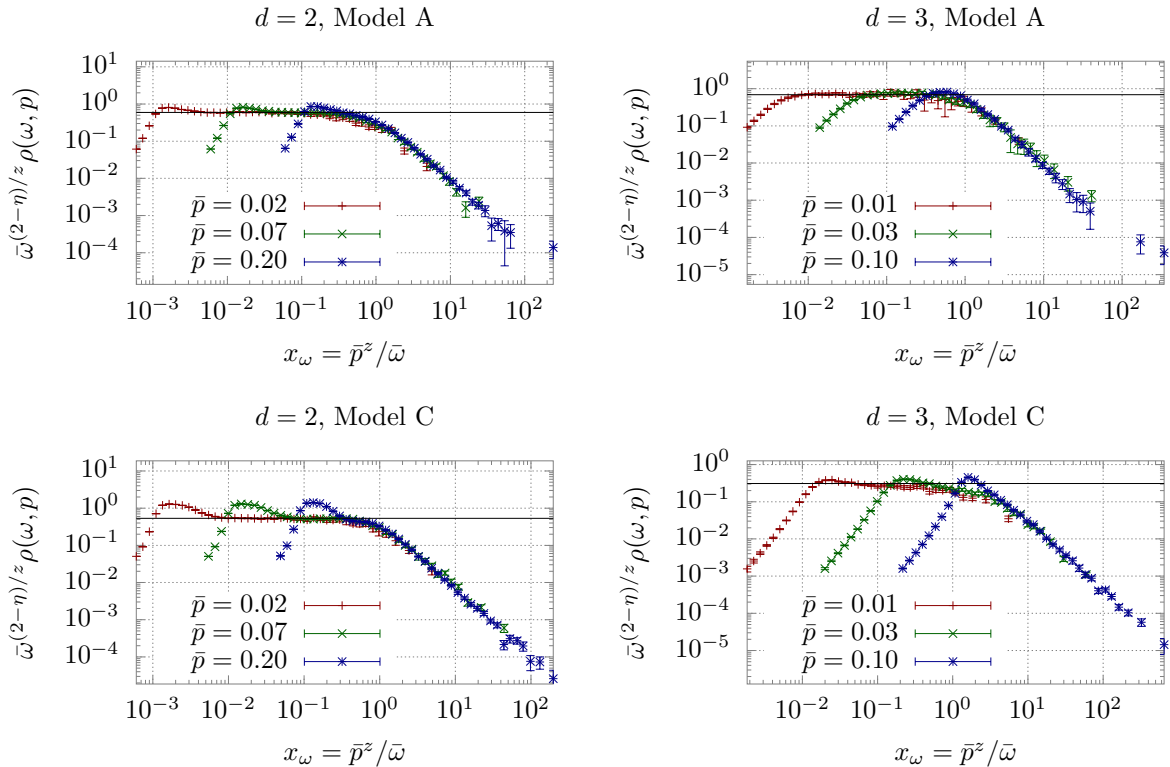 d = 2, Model A
ω̄^{(2−η)/z} ρ(ω, p)
10^1
10^0
10^{−1}
10^{−2}
10^{−3}
10^{−4}
p̄ = 0.02
p̄ = 0.07
p̄ = 0.20
10^{−3} 10^{−2} 10^{−1} 10^0 10^1 10^2
x_ω = p̄^z/ω̄
d = 3, Model A
ω̄^{(2−η)/z} ρ(ω, p)
10^0
10^{−1}
10^{−2}
10^{−3}
10^{−4}
10^{−5}
p̄ = 0.01
p̄ = 0.03
p̄ = 0.10
10^{−2} 10^{−1} 10^0 10^1 10^2
x_ω = p̄^z/ω̄
d = 2, Model C
ω̄^{(2−η)/z} ρ(ω, p)
10^1
10^0
10^{−1}
10^{−2}
10^{−3}
10^{−4}
p̄ = 0.02
p̄ = 0.07
p̄ = 0.20
10^{−3} 10^{−2} 10^{−1} 10^0 10^1 10^2
x_ω = p̄^z/ω̄
d = 3, Model C
ω̄^{(2−η)/z} ρ(ω, p)
10^0
10^{−1}
10^{−2}
10^{−3}
10^{−4}
10^{−5}
p̄ = 0.01
p̄ = 0.03
p̄ = 0.10
10^{−2} 10^{−1} 10^0 10^1 10^2
x_ω = p̄^z/ω̄